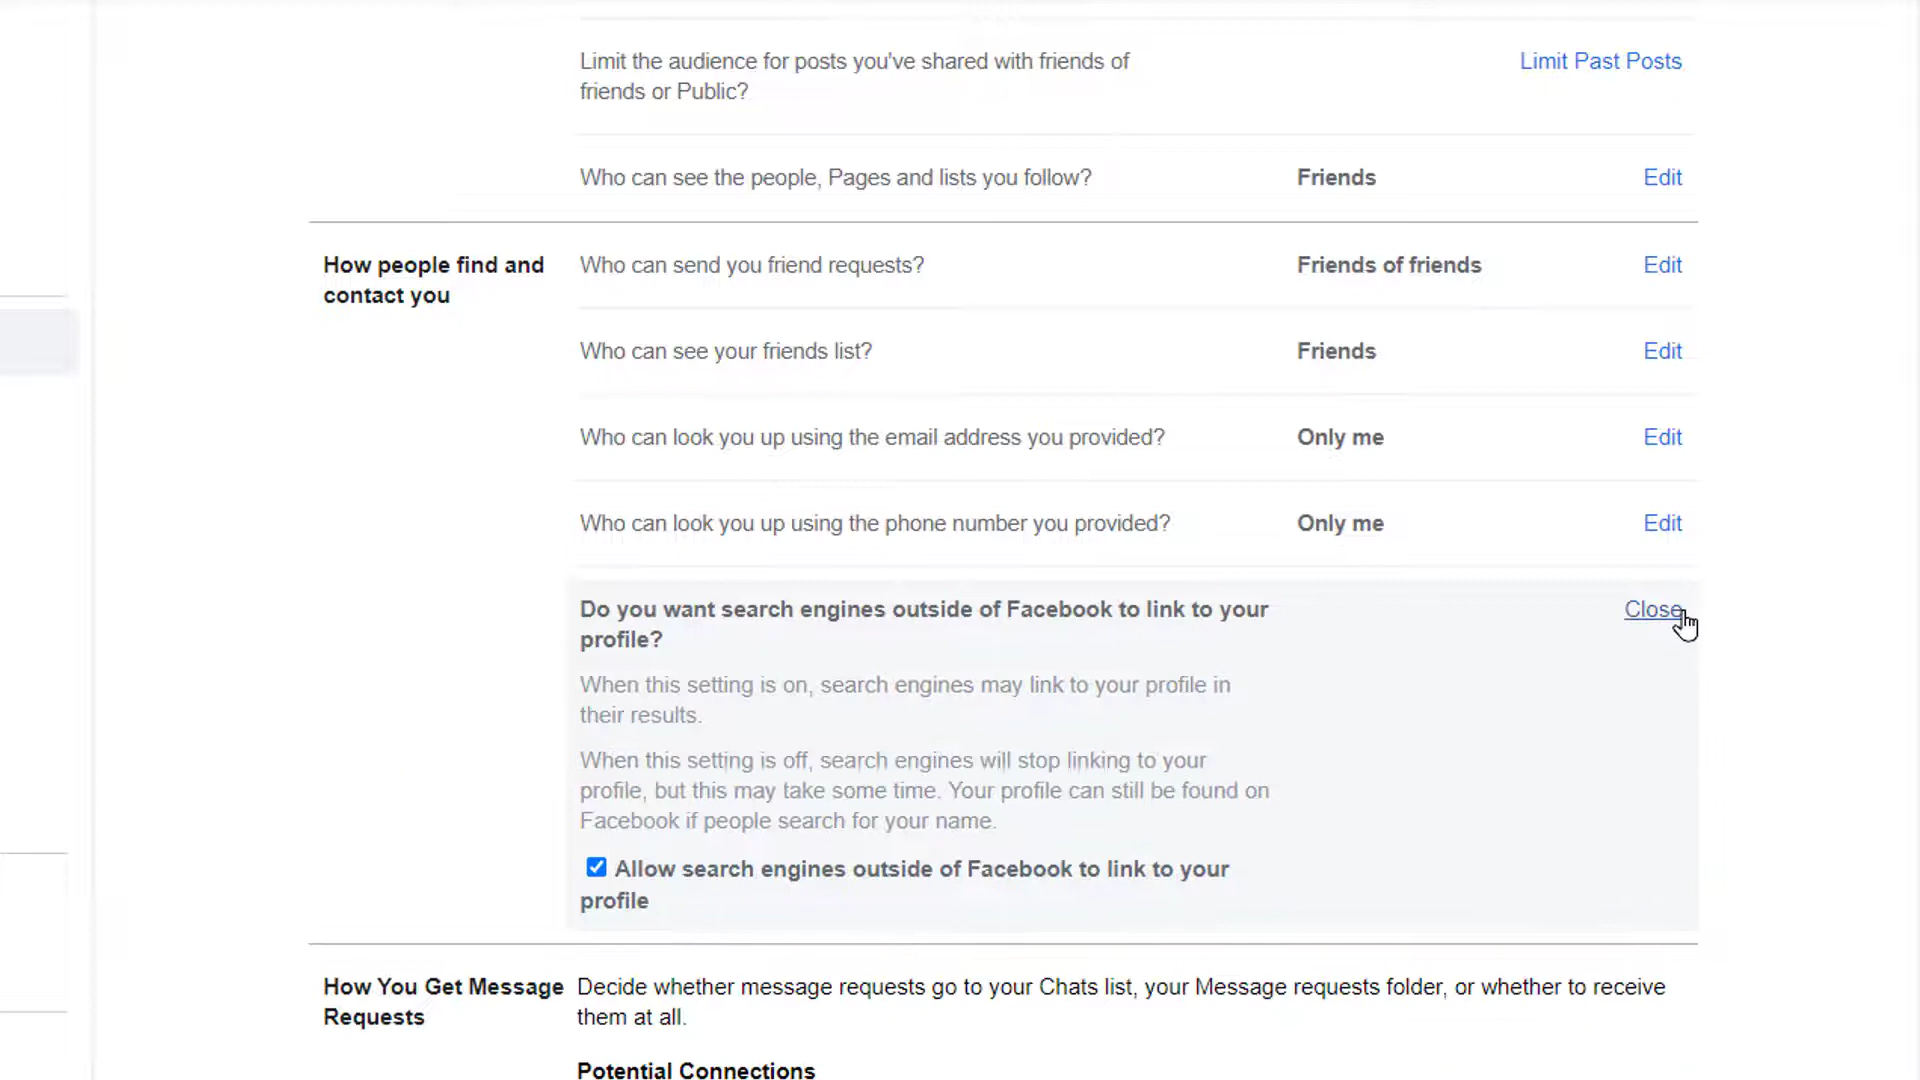 Limit the audience for posts you've shared with friends of
friends or Public?
Limit Past Posts
Who can see the people, Pages and lists you follow?
Friends
Edit
How people find and
contact you
Who can send you friend requests?
Friends of friends
Edit
Who can see your friends list?
Friends
Edit
Who can look you up using the email address you provided?
Only me
Edit
Who can look you up using the phone number you provided?
Only me
Edit
Do you want search engines outside of Facebook to link to your
profile?
Close
When this setting is on, search engines may link to your profile in
their results.
When this setting is off, search engines will stop linking to your
profile, but this may take some time. Your profile can still be found on
Facebook if people search for your name.
Allow search engines outside of Facebook to link to your
profile
How You Get Message
Requests
Decide whether message requests go to your Chats list, your Message requests folder, or whether to receive
them at all.
Potential Connections